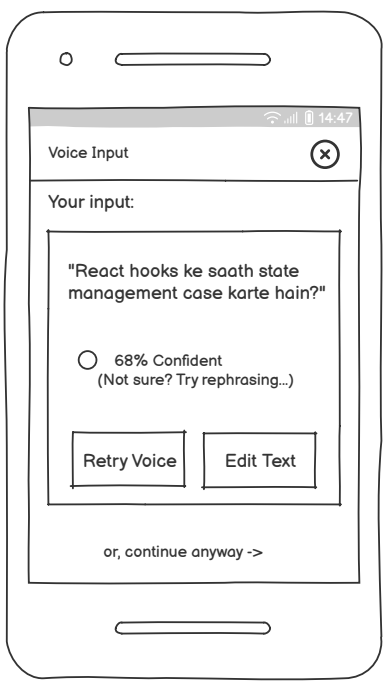 14:47
Voice Input
Your input:
"React hooks ke saath state
management case karte hain?"
68% Confident
(Not sure? Try rephrasing...)
Retry Voice
Edit Text
or, continue anyway ->